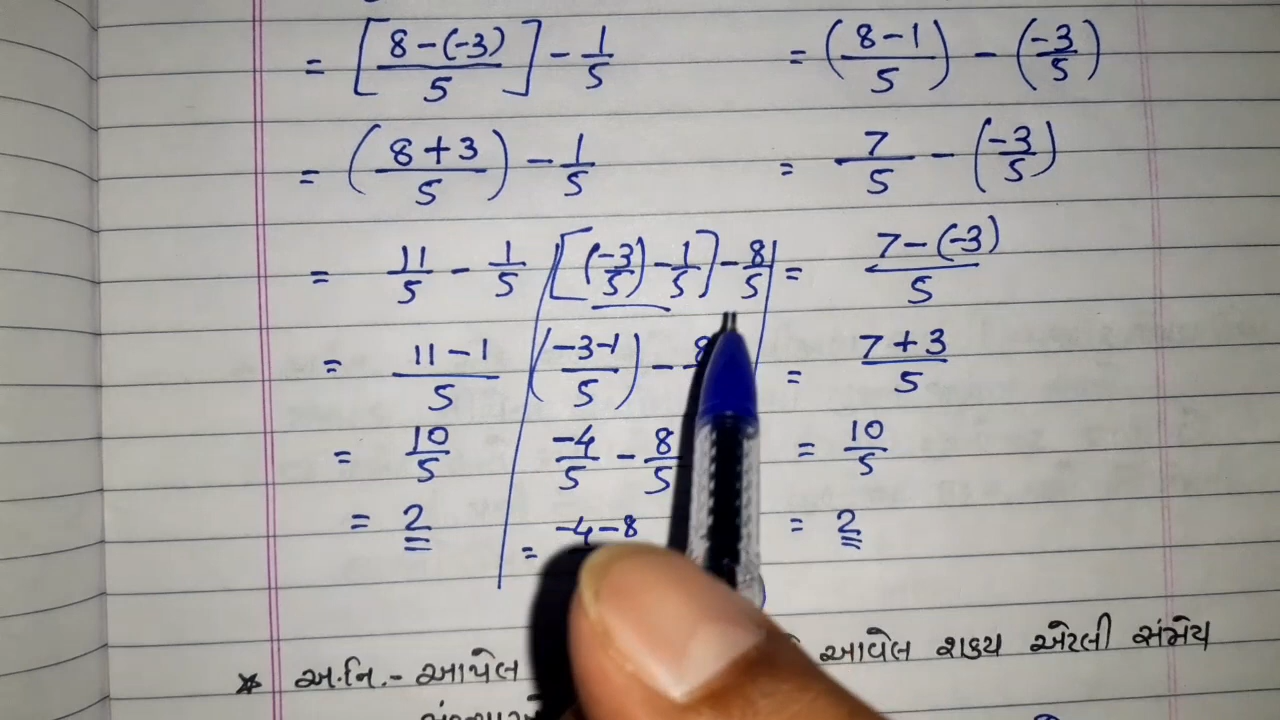 = [8-(-3)/5] - 1/5
= (8+3/5) - 1/5
= 11/5 - 1/5
= 11-1/5
= 10/5
= 2
[(-3/5) - 1/5] - 8/5
(-3-1/5) - 8
-4/5 - 8/5
= -4-8
= (8-1/5) - (-3/5)
= 7/5 - (-3/5)
= 7-(-3)/5
= 7+3/5
= 10/5
= 2
* અ.નિ.- આપેલ આવેલ શક્ય એટલી સંમેય